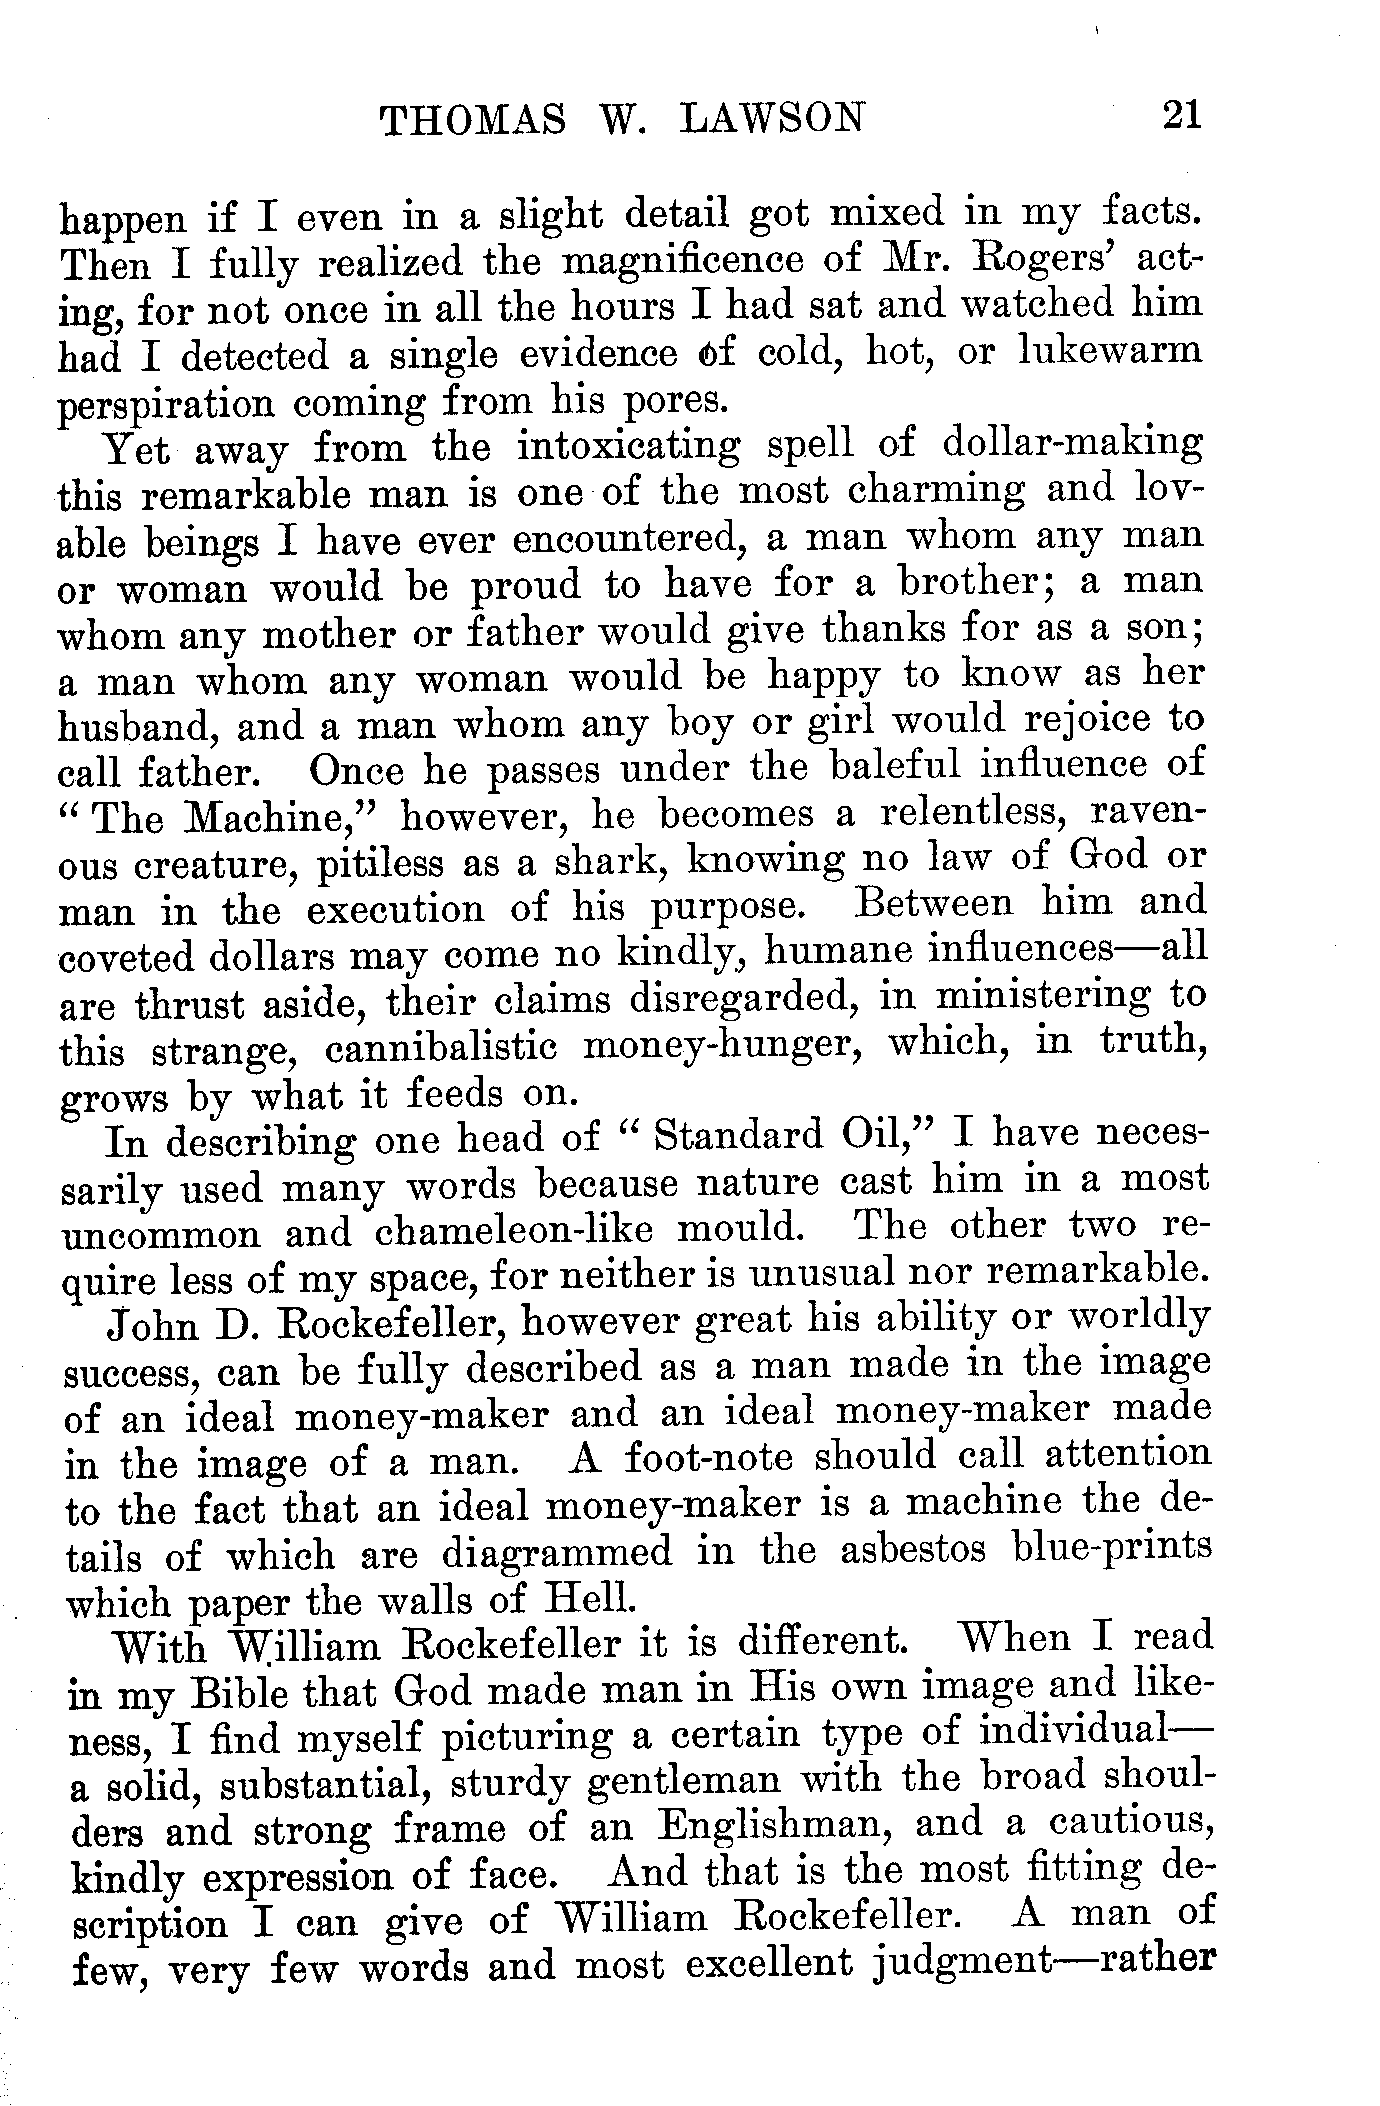 THOMAS W. LAWSON 21
happen if I even in a slight detail got mixed in my facts.
Then I fully realized the magnificence of Mr. Rogers' act-
ing, for not once in all the hours I had sat and watched him
had I detected a single evidence of cold, hot, or lukewarm
perspiration coming from his pores.
Yet away from the intoxicating spell of dollar-making
this remarkable man is one of the most charming and lov-
able beings I have ever encountered, a man whom any man
or woman would be proud to have for a brother; a man
whom any mother or father would give thanks for as a son;
a man whom any woman would be happy to know as her
husband, and a man whom any boy or girl would rejoice to
call father. Once he passes under the baleful influence of
“ The Machine,” however, he becomes a relentless, raven-
ous creature, pitiless as a shark, knowing no law of God or
man in the execution of his purpose. Between him and
coveted dollars may come no kindly, humane influences—all
are thrust aside, their claims disregarded, in ministering to
this strange, cannibalistic money-hunger, which, in truth,
grows by what it feeds on.
In describing one head of “ Standard Oil,” I have neces-
sarily used many words because nature cast him in a most
uncommon and chameleon-like mould. The other two re-
quire less of my space, for neither is unusual nor remarkable.
John D. Rockefeller, however great his ability or worldly
success, can be fully described as a man made in the image
of an ideal money-maker and an ideal money-maker made
in the image of a man. A foot-note should call attention
to the fact that an ideal money-maker is a machine the de-
tails of which are diagrammed in the asbestos blue-prints
which paper the walls of Hell.
With William Rockefeller it is different. When I read
in my Bible that God made man in His own image and like-
ness, I find myself picturing a certain type of individual—
a solid, substantial, sturdy gentleman with the broad shoul-
ders and strong frame of an Englishman, and a cautious,
kindly expression of face. And that is the most fitting de-
scription I can give of William Rockefeller. A man of
few, very few words and most excellent judgment—rather